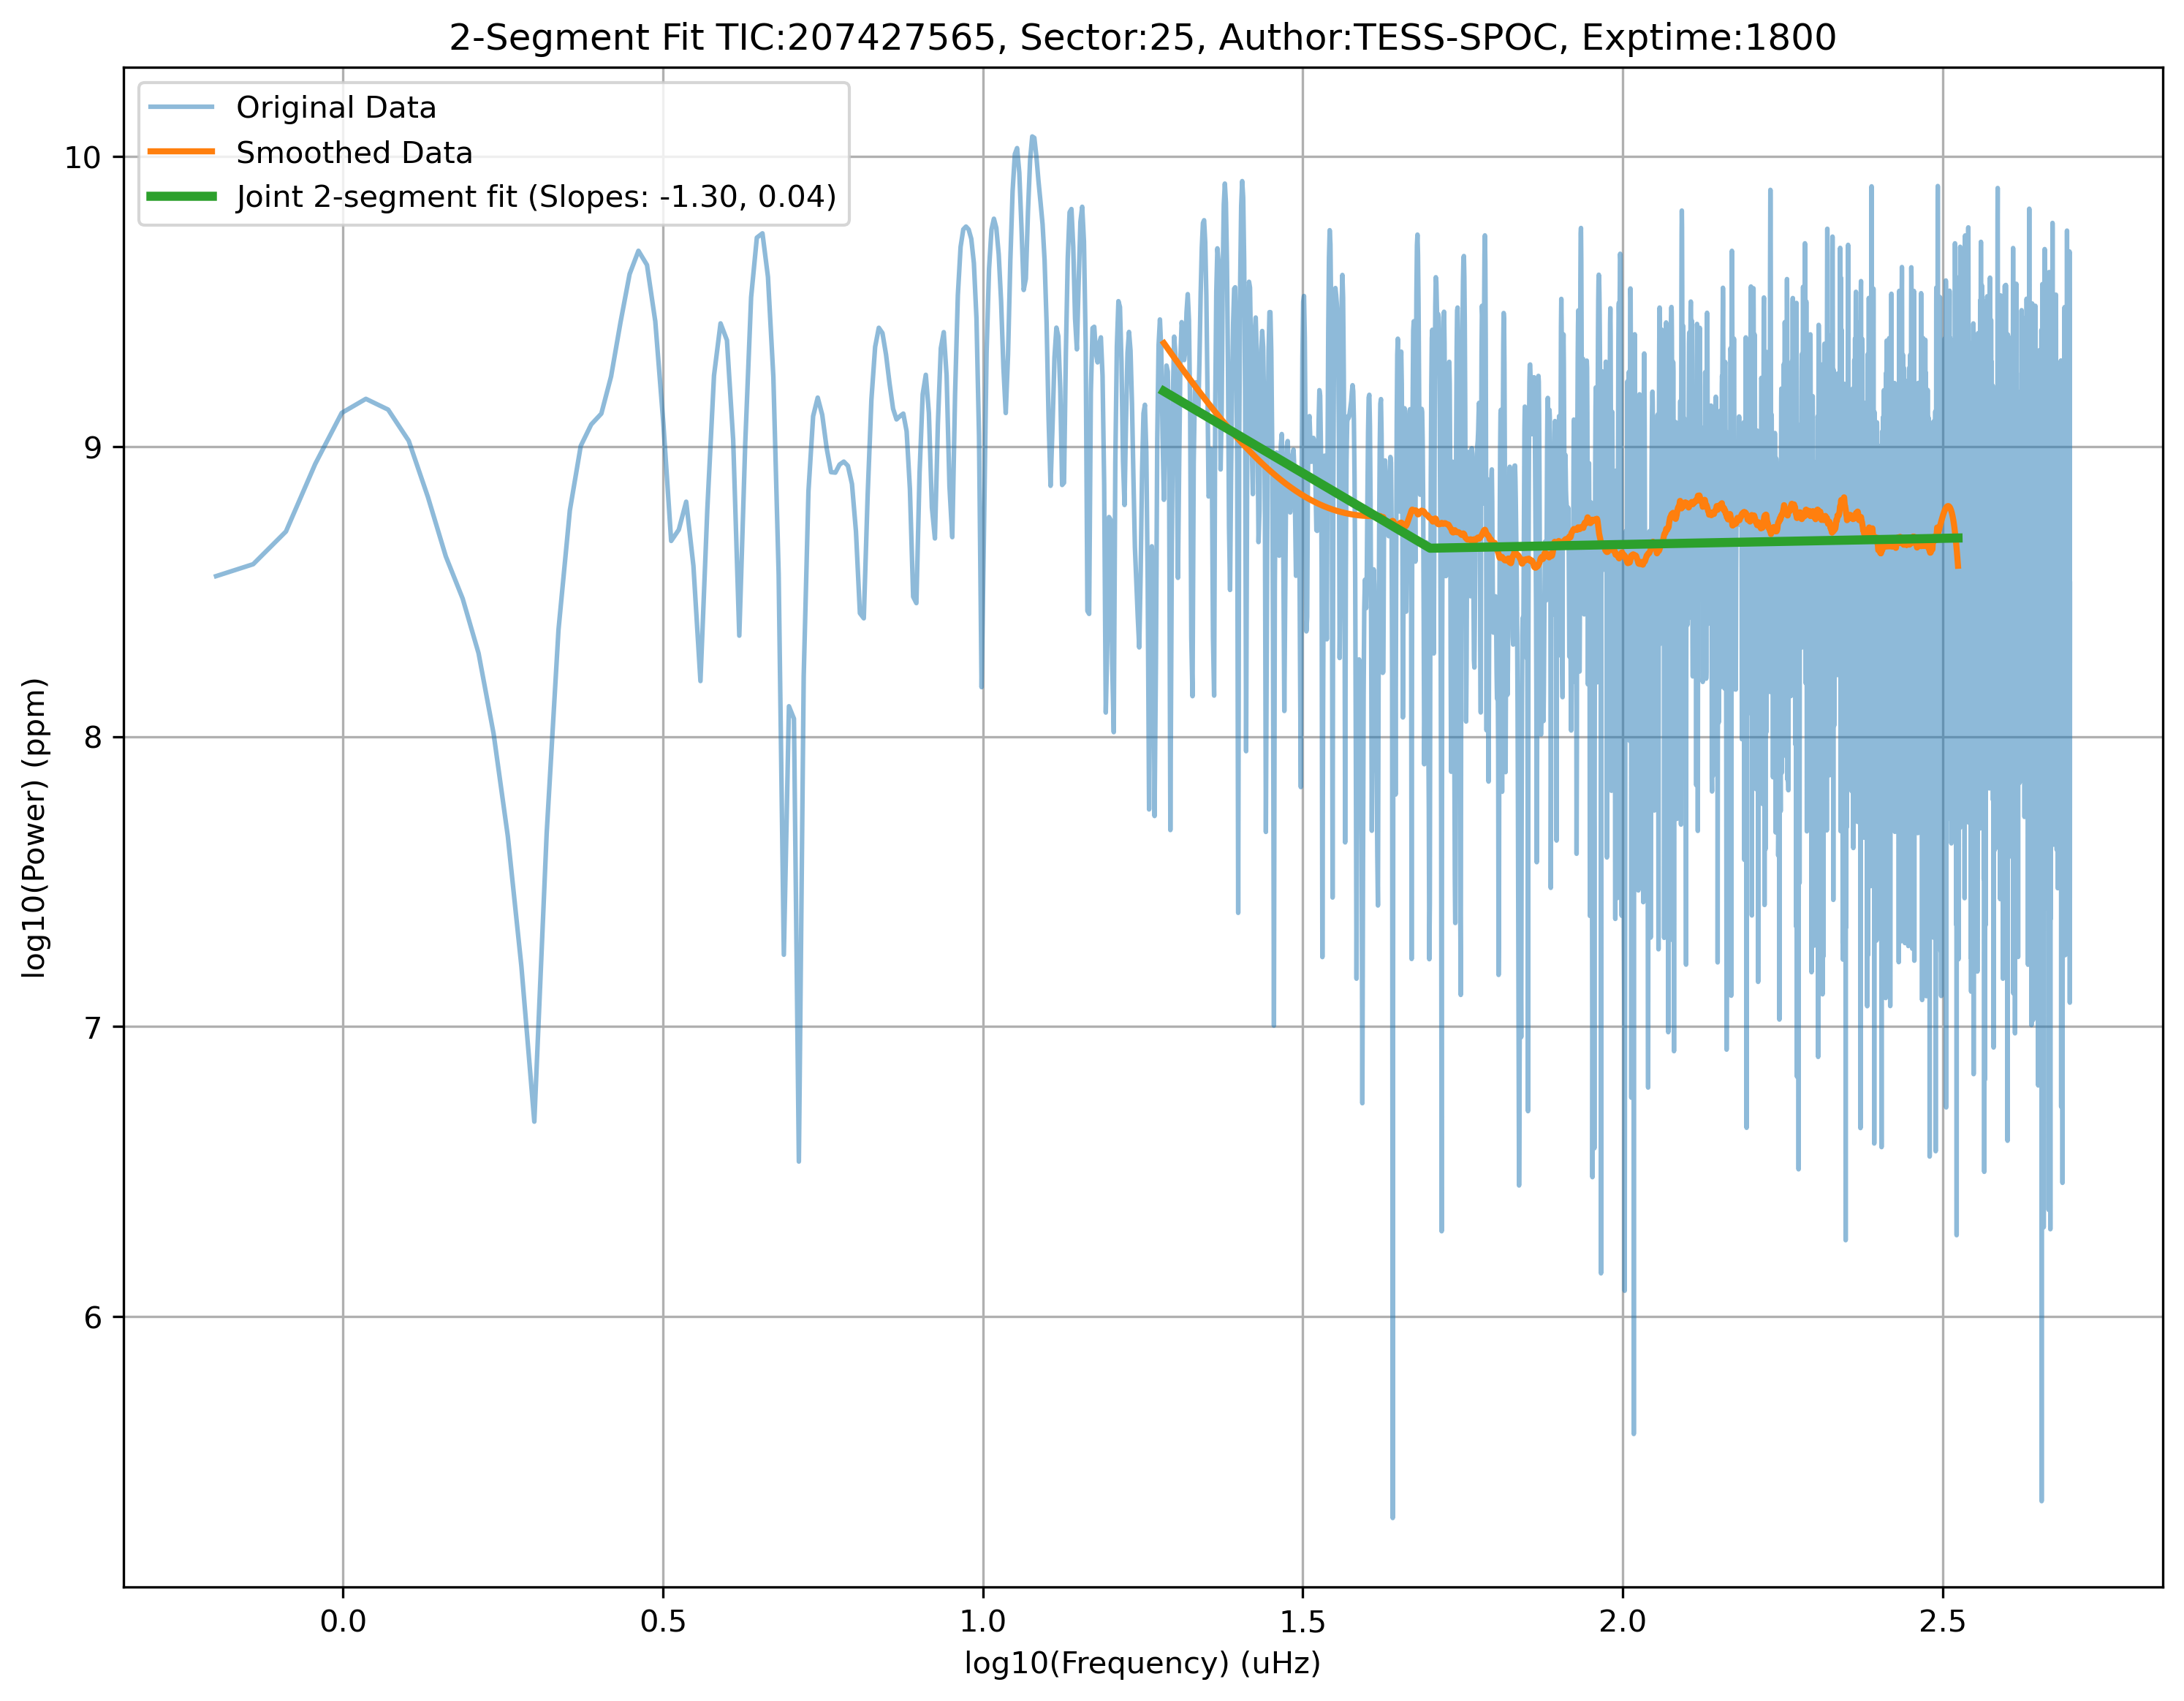 2-Segment Fit TIC:207427565, Sector:25, Author:TESS-SPOC, Exptime:1800
Original Data
Smoothed Data
Joint 2-segment fit (Slopes: -1.30, 0.04)
log10(Power) (ppm)
10
9
8
7
6
0.0 0.5 1.0 1.5 2.0 2.5
log10(Frequency) (uHz)